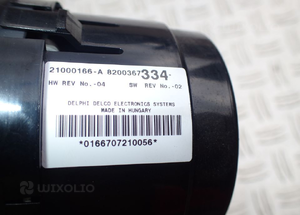 21000166-A 8200367334-
HW REV No.-04 SW REV No.-02
DELPHI DELCO ELECTRONICS SYSTEMS
MADE IN HUNGARY
*0166707210056*
WIXOLIO